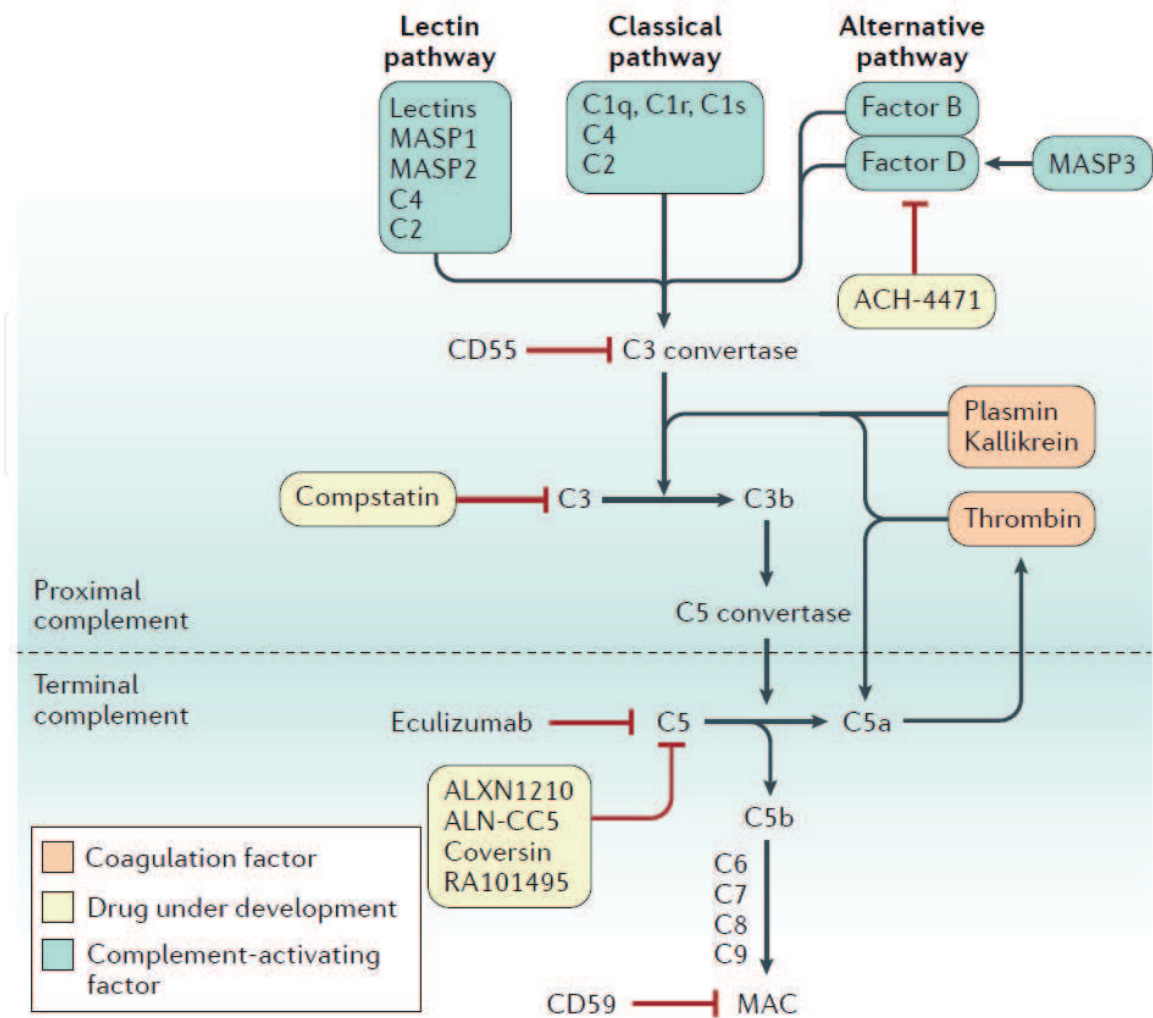 Lectin
pathway
Classical
pathway
Alternative
pathway
Lectins
MASP1
MASP2
C4
C2
C1q, C1r, C1s
C4
C2
Factor B
Factor D
MASP3
ACH-4471
CD55
C3 convertase
Plasmin
Kallikrein
Compstatin
C3
C3b
Thrombin
Proximal
complement
C5 convertase
Terminal
complement
Eculizumab
C5
C5a
ALXN1210
ALN-CC5
Coversin
RA101495
C5b
C6
C7
C8
C9
Coagulation factor
Drug under development
Complement-activating
factor
CD59
MAC